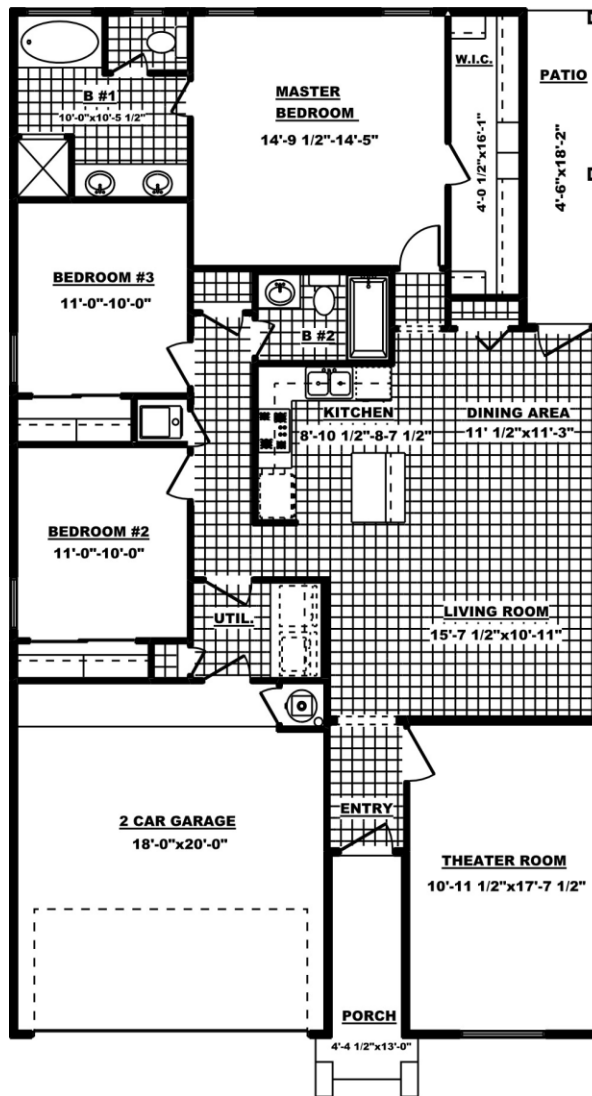 B #1
10'-0"x10'-5 1/2"
MASTER
BEDROOM
14'-9 1/2"-14'-5"
W.I.C.
4'-0 1/2"x16'-1"
PATIO
4'-6"x18'-2"
BEDROOM #3
11'-0"-10'-0"
B #2
KITCHEN
8'-10 1/2"-8-7 1/2"
DINING AREA
11' 1/2"x11'-3"
BEDROOM #2
11'-0"-10'-0"
UTIL.
LIVING ROOM
15'-7 1/2"x10'-11"
2 CAR GARAGE
18'-0"x20'-0"
ENTRY
THEATER ROOM
10'-11 1/2"x17'-7 1/2"
PORCH
4'-4 1/2"x13'-0"